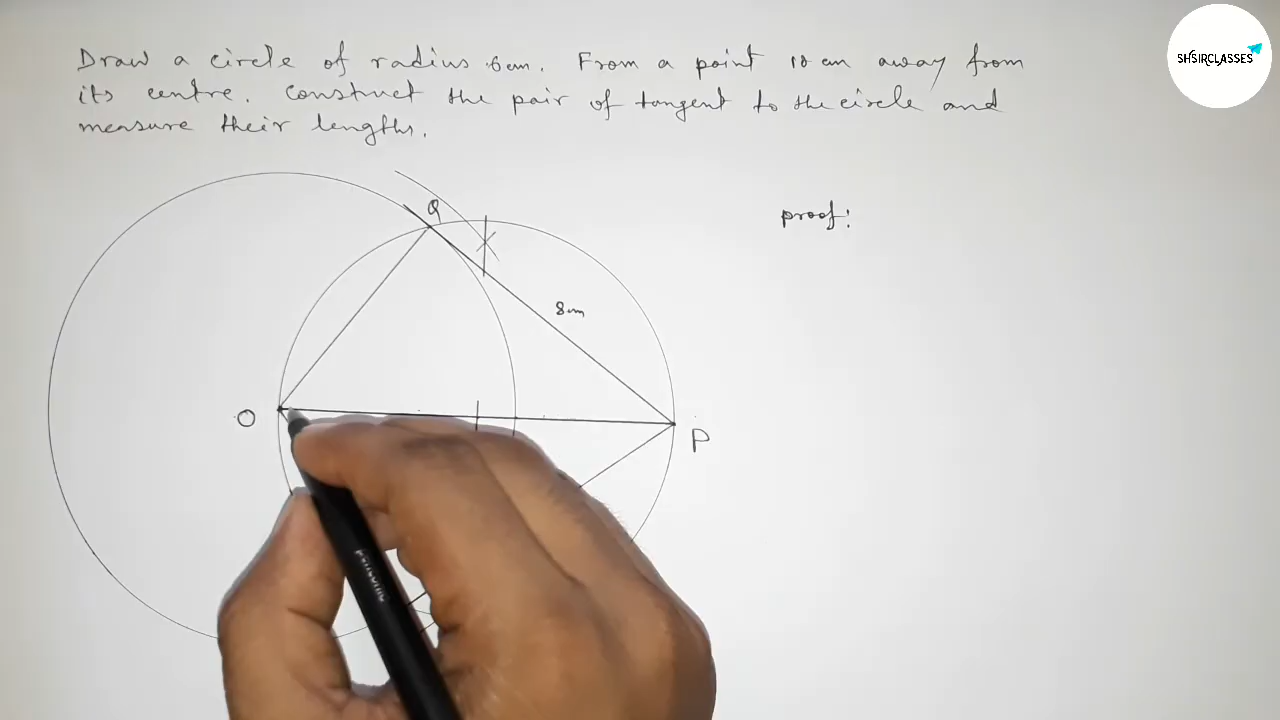 Draw a circle of radius 6cm. From a point 10 cm away from
its centre. Construct the pair of tangent to the circle and
measure their lengths.
SHSIRCLASSES
proof:
Q
8cm
O
P